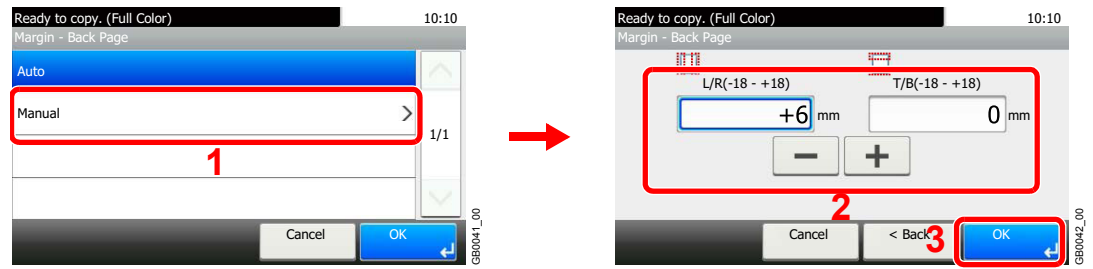 Ready to copy. (Full Color) 10:10
Margin - Back Page
Auto
Manual
1/1
1
Cancel OK
GB0041_00
Ready to copy. (Full Color) 10:10
Margin - Back Page
L/R(-18 - +18) T/B(-18 - +18)
+6 mm 0 mm
− +
2
Cancel < Back 3 OK
GB0042_00